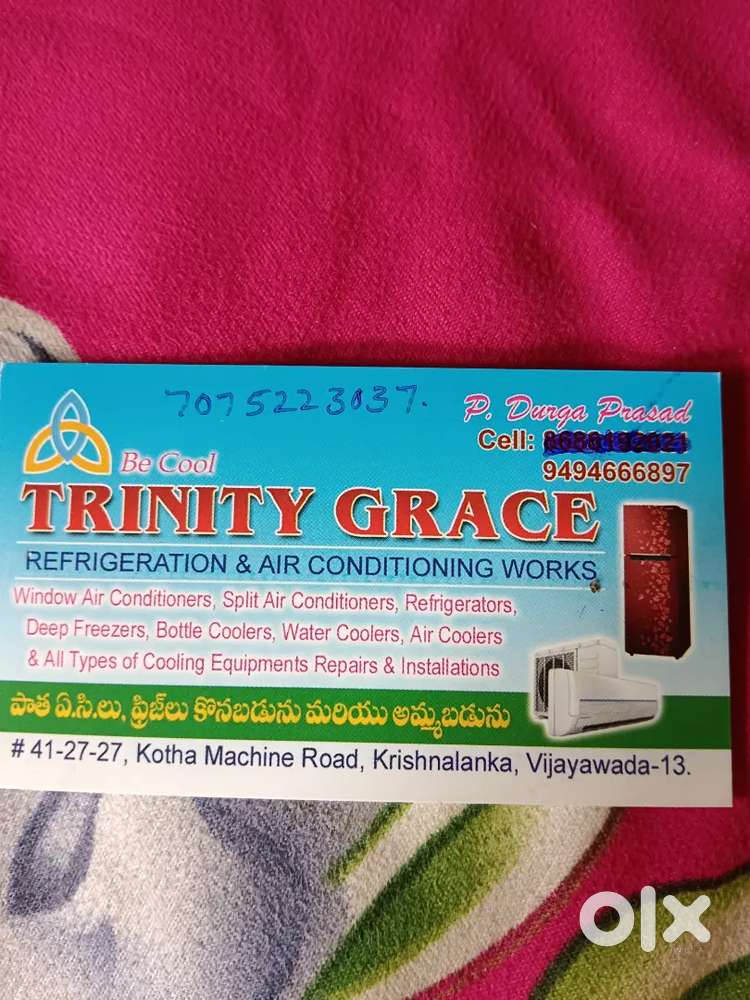 7075223037.
P. Durga Prasad
Cell:
9494666897
Be Cool
TRINITY GRACE
REFRIGERATION & AIR CONDITIONING WORKS
Window Air Conditioners, Split Air Conditioners, Refrigerators,
Deep Freezers, Bottle Coolers, Water Coolers, Air Coolers
& All Types of Cooling Equipments Repairs & Installations
పాత ఏ.సి.లు, ఫ్రిజ్‌లు కొనబడును మరియు అమ్మబడును
# 41-27-27, Kotha Machine Road, Krishnalanka, Vijayawada-13.
olx